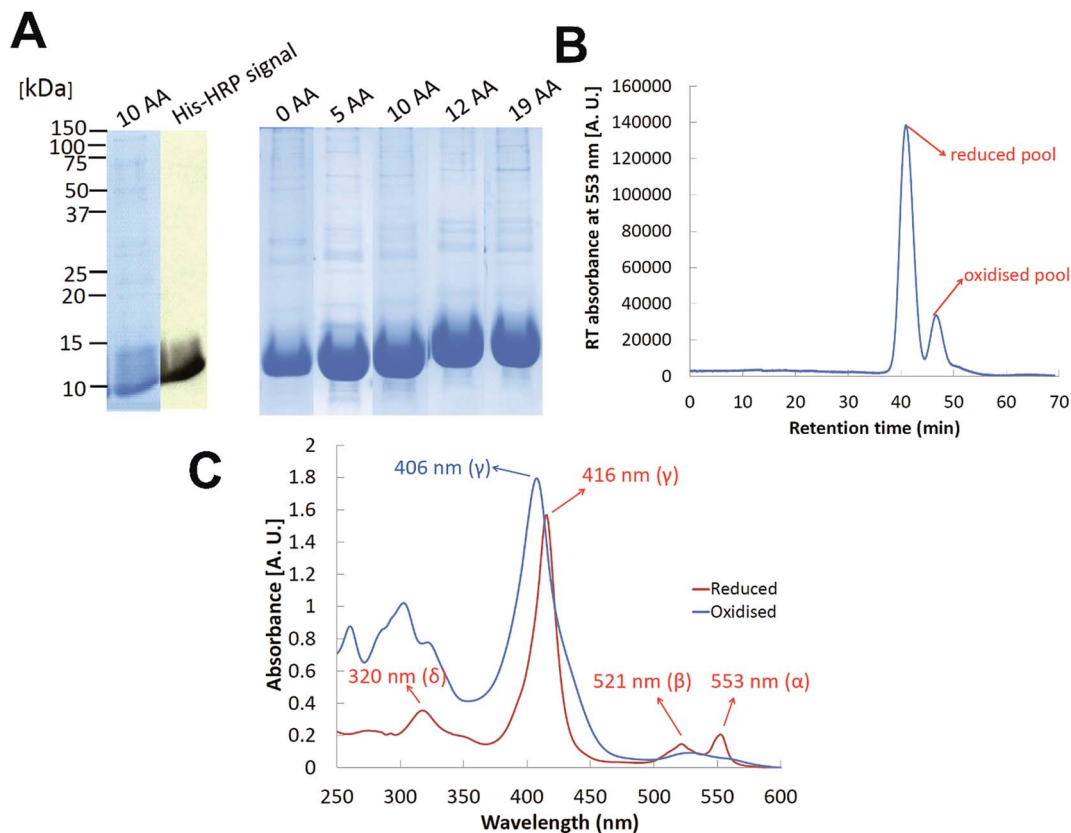 A
[kDa]
10 AA
His-HRP signal
0 AA
5 AA
10 AA
12 AA
19 AA
150
100
75
50
37
25
20
15
10
B
RT absorbance at 553 nm [A. U.]
160000
140000
120000
100000
80000
60000
40000
20000
0
0 10 20 30 40 50 60 70
Retention time (min)
reduced pool
oxidised pool
C
Absorbance [A. U.]
2
1.8
1.6
1.4
1.2
1
0.8
0.6
0.4
0.2
0
250 300 350 400 450 500 550 600
Wavelength (nm)
406 nm (γ)
416 nm (γ)
320 nm (δ)
521 nm (β)
553 nm (α)
Reduced
Oxidised